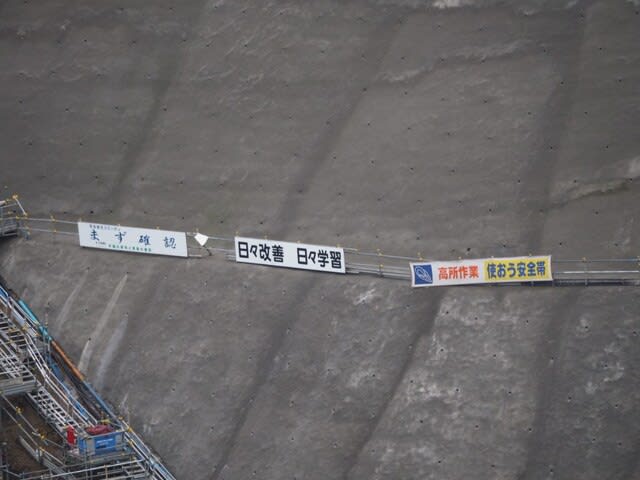 まず確認
日々改善 日々学習
高所作業 使おう安全帯